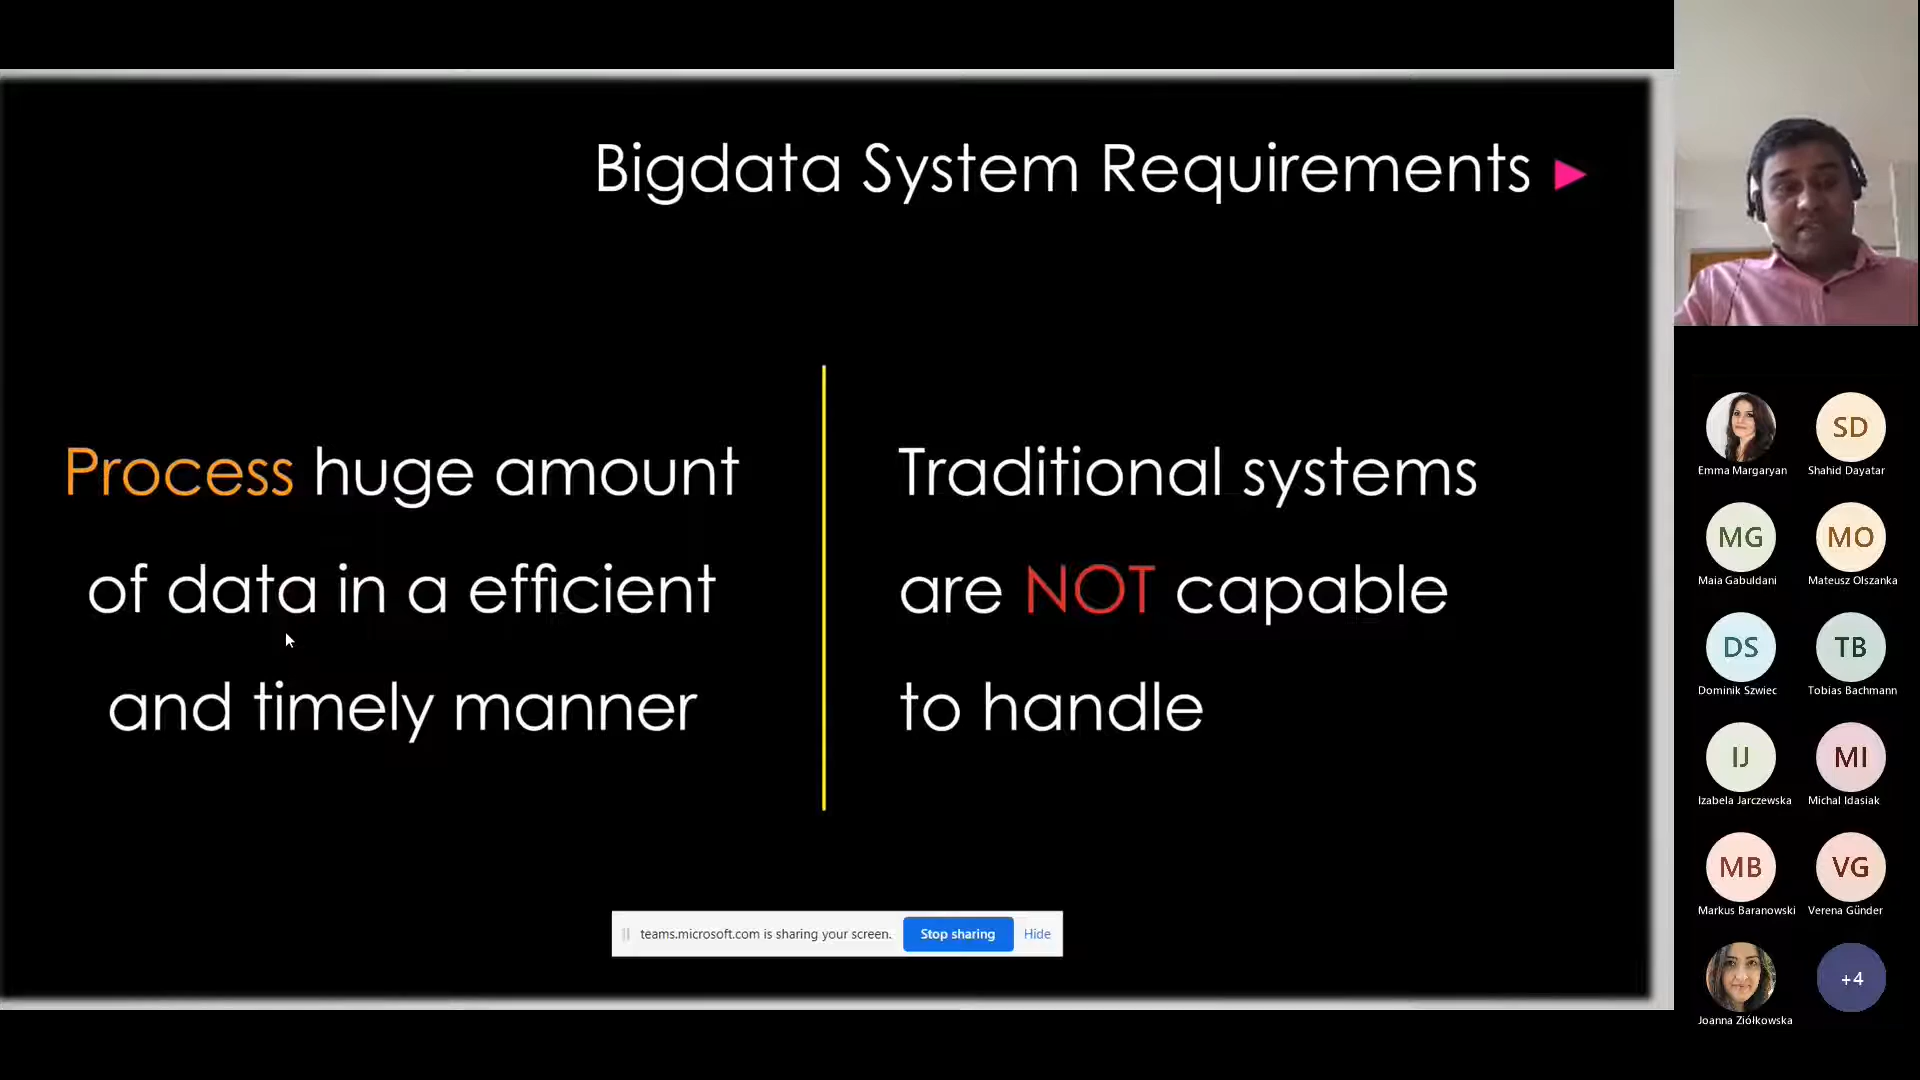 Bigdata System Requirements
Process huge amount
of data in a efficient
and timely manner
Traditional systems
are NOT capable
to handle
teams.microsoft.com is sharing your screen. Stop sharing Hide
SD
Emma Margaryan Shahid Dayatar
MG MO
Maia Gabuldani Mateusz Olszanka
DS TB
Dominik Szwiec Tobias Bachmann
IJ MI
Izabela Jarczewska Michal Idasiak
MB VG
Markus Baranowski Verena Günder
+4
Joanna Ziółkowska